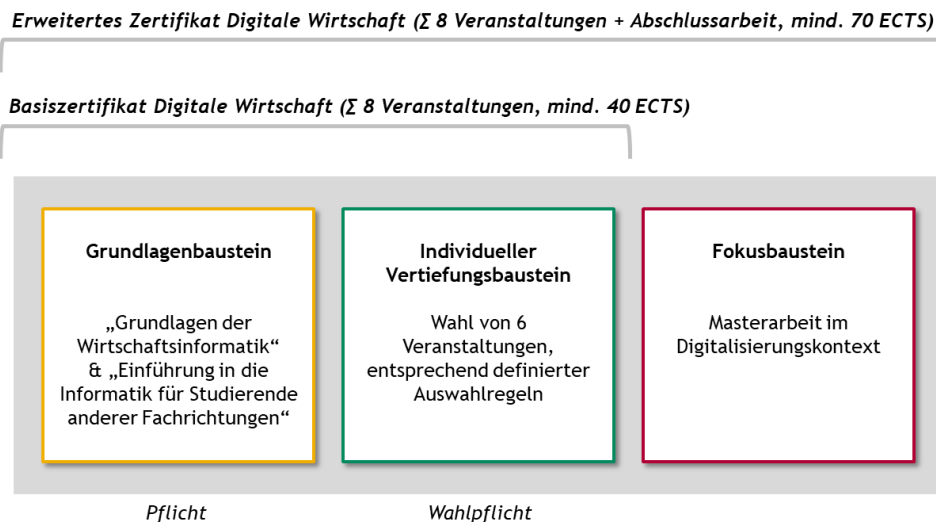 Erweitertes Zertifikat Digitale Wirtschaft (Σ 8 Veranstaltungen + Abschlussarbeit, mind. 70 ECTS)
Basiszertifikat Digitale Wirtschaft (Σ 8 Veranstaltungen, mind. 40 ECTS)
Grundlagenbaustein
„Grundlagen der
Wirtschaftsinformatik“
& „Einführung in die
Informatik für Studierende
anderer Fachrichtungen“
Individueller
Vertiefungsbaustein
Wahl von 6
Veranstaltungen,
entsprechend definierter
Auswahlregeln
Fokusbaustein
Masterarbeit im
Digitalisierungskontext
Pflicht
Wahlpflicht